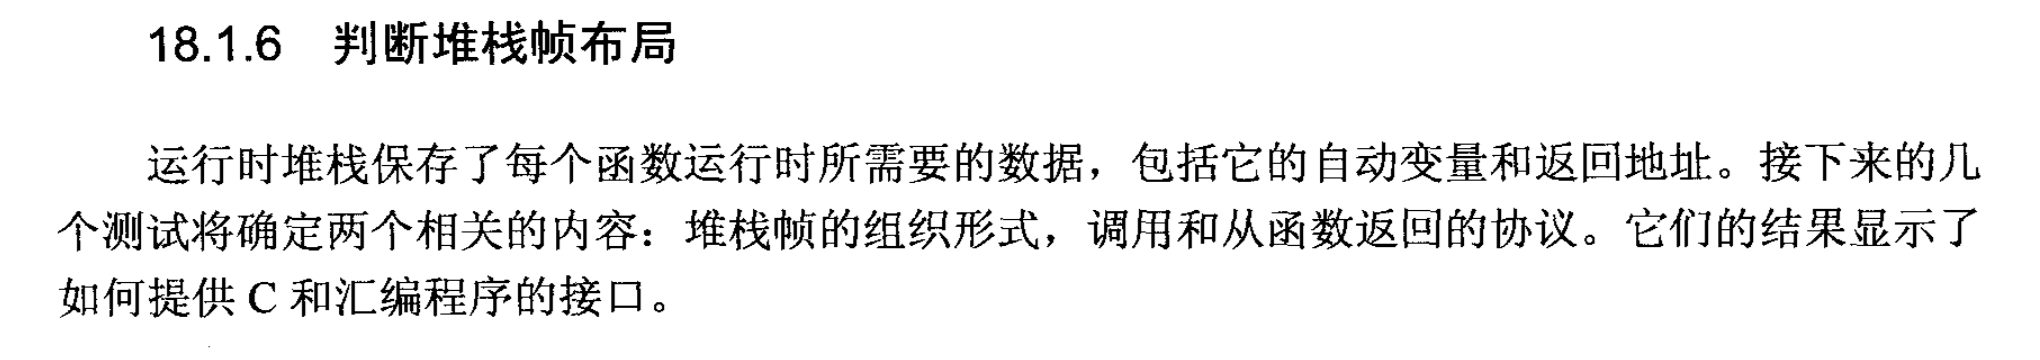 18.1.6 判断堆栈帧布局
运行时堆栈保存了每个函数运行时所需要的数据，包括它的自动变量和返回地址。接下来的几
个测试将确定两个相关的内容：堆栈帧的组织形式，调用和从函数返回的协议。它们的结果显示了
如何提供 C 和汇编程序的接口。